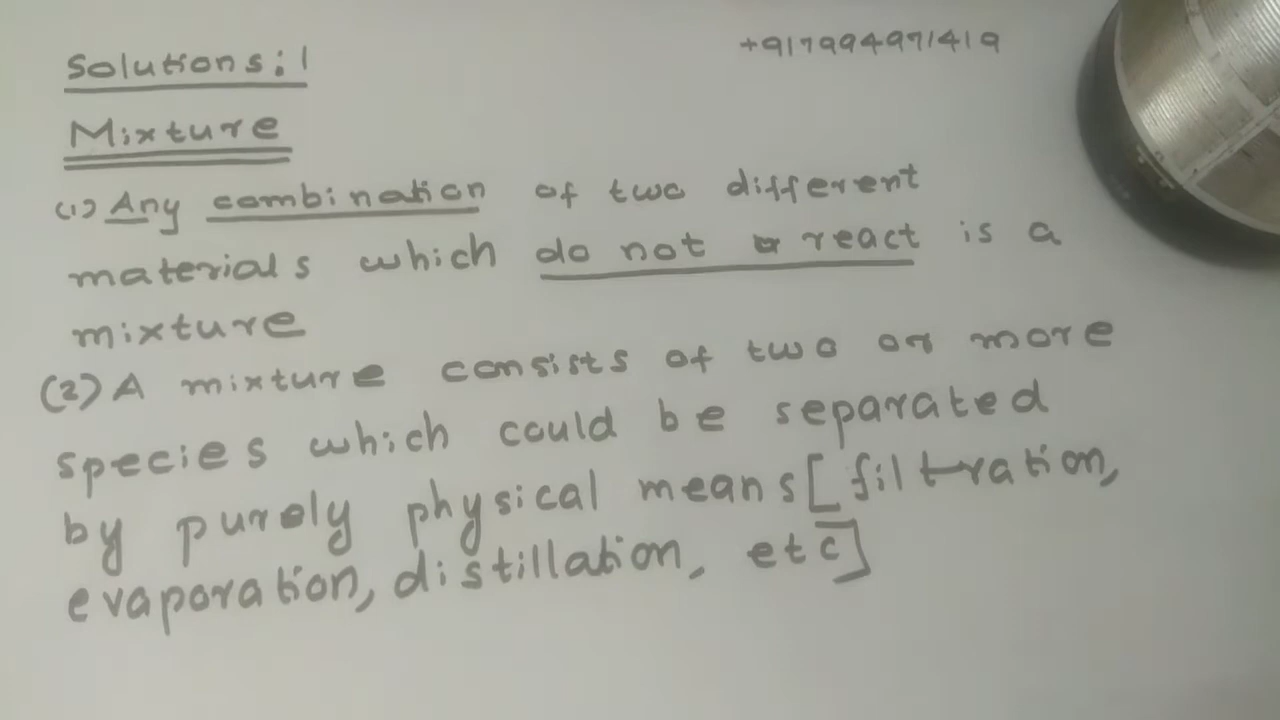 Solutions:1
+917994971419
Mixture
(1) Any combination of two different
materials which do not react is a
mixture
(2) A mixture consists of two or more
species which could be separated
by purely physical means [filtration,
evaporation, distillation, etc]